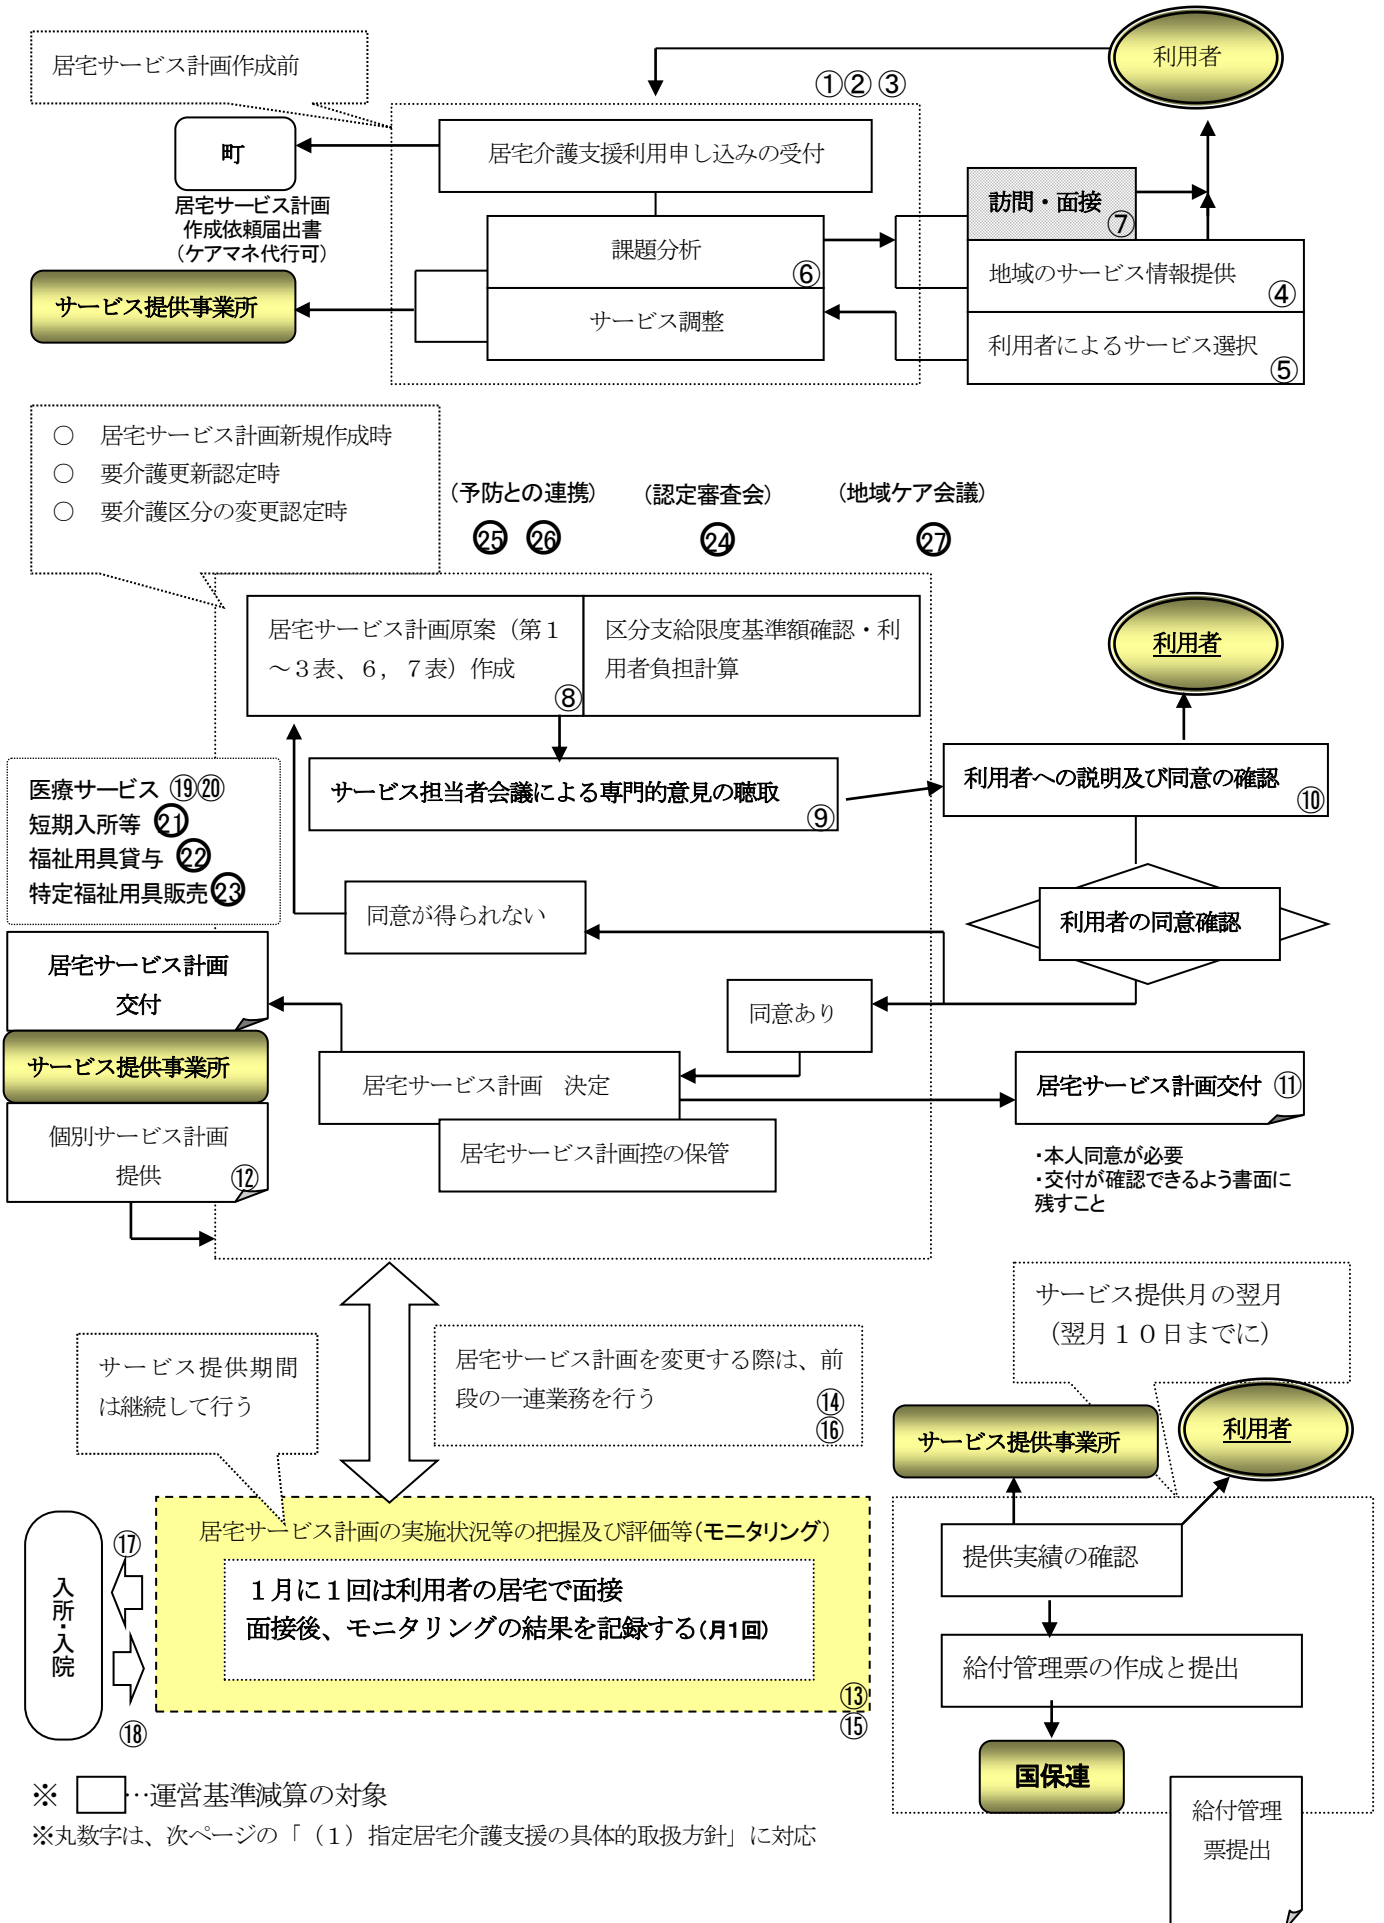 居宅サービス計画作成前
利用者
①② ③
町
居宅介護支援利用申し込みの受付
居宅サービス計画
作成依頼届出書
（ケアマネ代行可）
訪問・面接
⑦
課題分析
⑥
地域のサービス情報提供
④
サービス提供事業所
サービス調整
利用者によるサービス選択
⑤
○　居宅サービス計画新規作成時
○　要介護更新認定時
○　要介護区分の変更認定時
（予防との連携）
（認定審査会）
（地域ケア会議）
㉕ ㉖
㉔
㉗
居宅サービス計画原案（第１
～３表、６，７表）作成
⑧
区分支給限度基準額確認・利
用者負担計算
利用者
サービス担当者会議による専門的意見の聴取
⑨
利用者への説明及び同意の確認
⑩
医療サービス ⑲⑳
短期入所等 ㉑
福祉用具貸与 ㉒
特定福祉用具販売㉓
同意が得られない
利用者の同意確認
居宅サービス計画
交付
同意あり
サービス提供事業所
居宅サービス計画　決定
居宅サービス計画交付 ⑪
個別サービス計画
提供
⑫
居宅サービス計画控の保管
・本人同意が必要
・交付が確認できるよう書面に
残すこと
サービス提供月の翌月
（翌月１０日までに）
サービス提供期間
は継続して行う
居宅サービス計画を変更する際は、前
段の一連業務を行う
⑭
⑯
サービス提供事業所
利用者
居宅サービス計画の実施状況等の把握及び評価等（モニタリング）
１月に１回は利用者の居宅で面接
面接後、モニタリングの結果を記録する（月1回）
⑬
⑮
入所・入院
⑰
⑱
提供実績の確認
給付管理票の作成と提出
国保連
給付管理
票提出
※　　…運営基準減算の対象
※丸数字は、次ページの「（１）指定居宅介護支援の具体的取扱方針」に対応